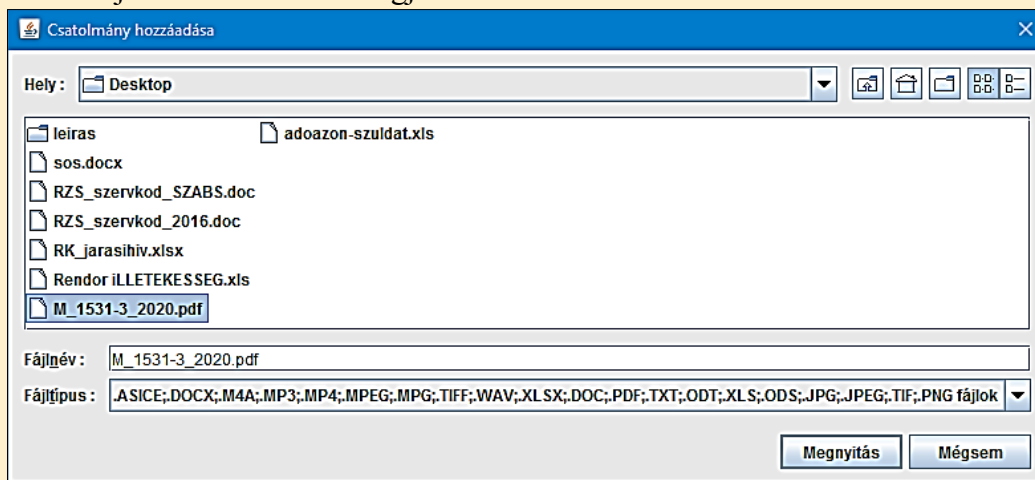 Csatolmány hozzáadása
Hely: Desktop
leiras
sos.docx
RZS_szervkod_SZABS.doc
RZS_szervkod_2016.doc
RK_jarasihiv.xlsx
Rendor iLLETEKESSEG.xls
M_1531-3_2020.pdf
adoazon-szuldat.xls
Fájlnév: M_1531-3_2020.pdf
Fájltípus: .ASICE;.DOCX;.M4A;.MP3;.MP4;.MPEG;.MPG;.TIFF;.WAV;.XLSX;.DOC;.PDF;.TXT;.ODT;.XLS;.ODS;.JPG;.JPEG;.TIF;.PNG fájlok
Megnyitás Mégsem